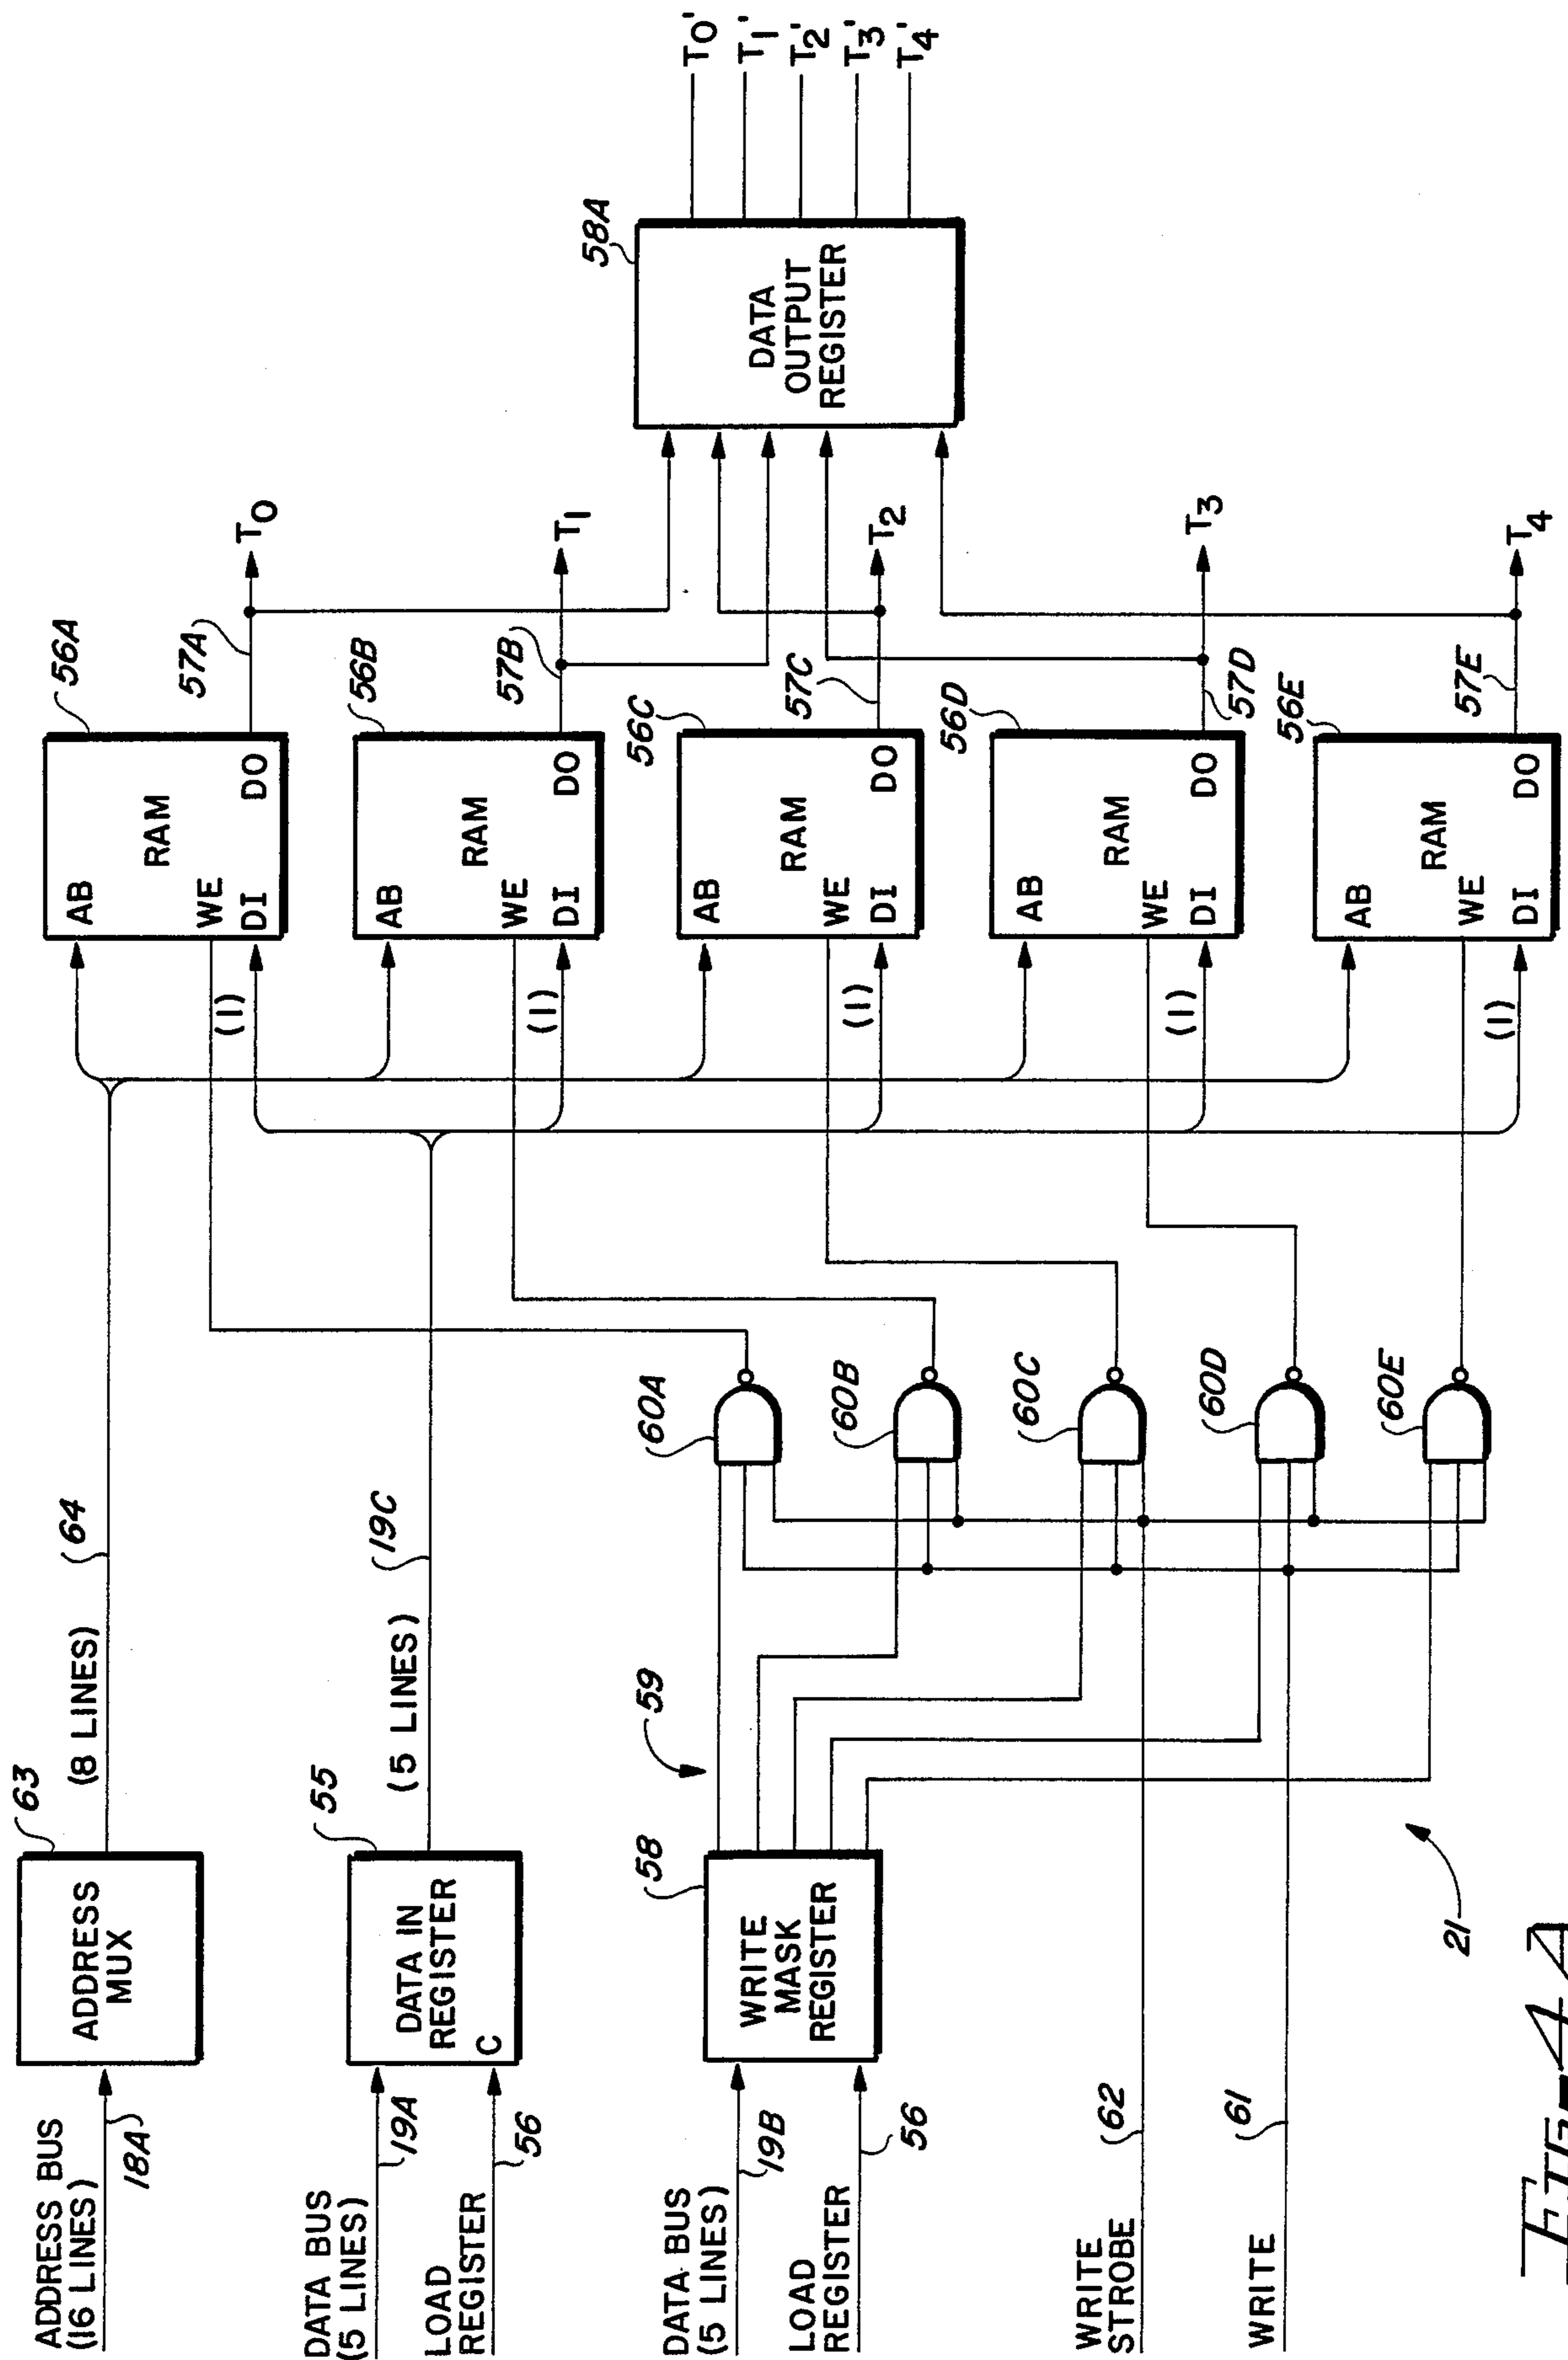 ADDRESS BUS
(16 LINES)
18A
ADDRESS
MUX
63
(8 LINES)
64
DATA BUS
(5 LINES)
19A
LOAD
REGISTER
56
DATA IN
REGISTER
C
55
(5 LINES)
19C
DATA BUS
(5 LINES)
19B
LOAD
REGISTER
56
WRITE
MASK
REGISTER
58
59
WRITE
STROBE
62
WRITE
61
60A
60B
60C
60D
60E
AB
RAM
WE
DI
DO
(1)
56A
57A
T0
AB
RAM
WE
DI
DO
(1)
56B
57B
T1
AB
RAM
WE
DI
DO
(1)
56C
57C
T2
AB
RAM
WE
DI
DO
(1)
56D
57D
T3
AB
RAM
WE
DI
DO
(1)
56E
57E
T4
58A
DATA
OUTPUT
REGISTER
T0'
T1'
T2'
T3'
T4'
21
FIG-4A